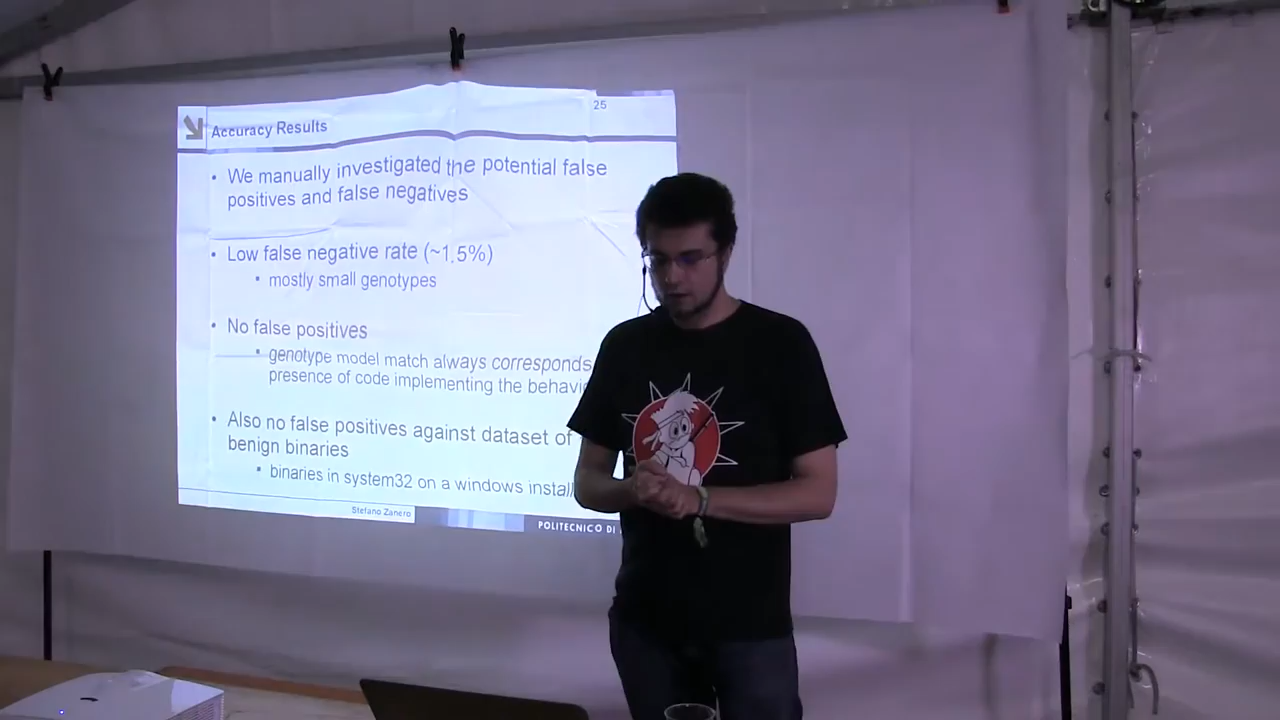 25
Accuracy Results
• We manually investigated the potential false
positives and false negatives
• Low false negative rate (~1.5%)
• mostly small genotypes
• No false positives
• genotype model match always corresponds
presence of code implementing the
• Also no false positives against dataset of
benign binaries
• binaries in system32 on a windows
Stefano Zanero
POLITECNICO DI